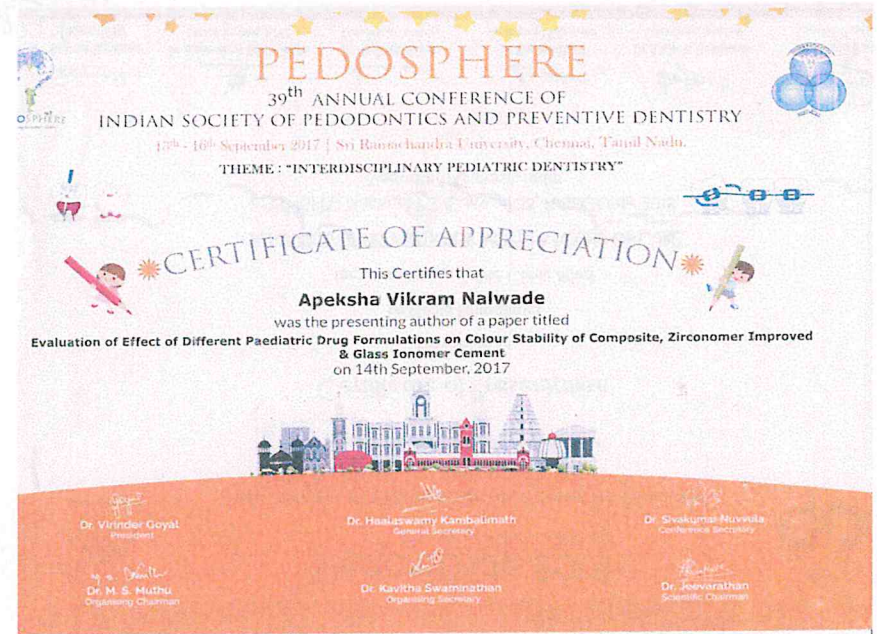 PEDOSPHERE
39th ANNUAL CONFERENCE OF
INDIAN SOCIETY OF PEDODONTICS AND PREVENTIVE DENTISTRY
13th - 16th September 2017 | Sri Ramachandra University, Chennai, Tamil Nadu.
THEME : "INTERDISCIPLINARY PEDIATRIC DENTISTRY"
CERTIFICATE OF APPRECIATION
This Certifies that
Apeksha Vikram Nalwade
was the presenting author of a paper titled
Evaluation of Effect of Different Paediatric Drug Formulations on Colour Stability of Composite, Zirconomer Improved
& Glass Ionomer Cement
on 14th September, 2017
Dr. Virinder Goyal
President
Dr. Haalaswamy Kambalimath
General Secretary
Dr. Sivakumar Nuvvula
Conference Secretary
Dr. M. S. Muthu
Organising Chairman
Dr. Kavitha Swaminathan
Organising Secretary
Dr. Jeevarathan
Scientific Chairman